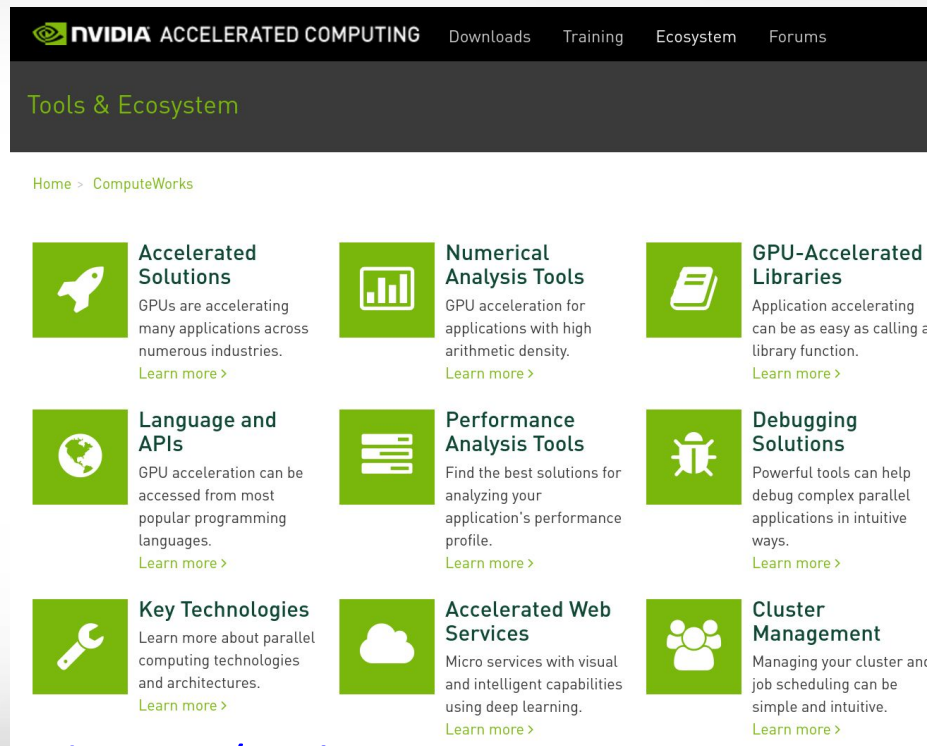 NVIDIA ACCELERATED COMPUTING Downloads Training Ecosystem Forums
Tools & Ecosystem
Home > ComputeWorks
Accelerated
Solutions
GPUs are accelerating
many applications across
numerous industries.
Learn more >
Numerical
Analysis Tools
GPU acceleration for
applications with high
arithmetic density.
Learn more >
GPU-Accelerated
Libraries
Application accelerating
can be as easy as calling a
library function.
Learn more >
Language and
APIs
GPU acceleration can be
accessed from most
popular programming
languages.
Learn more >
Performance
Analysis Tools
Find the best solutions for
analyzing your
application's performance
profile.
Learn more >
Debugging
Solutions
Powerful tools can help
debug complex parallel
applications in intuitive
ways.
Learn more >
Key Technologies
Learn more about parallel
computing technologies
and architectures.
Learn more >
Accelerated Web
Services
Micro services with visual
and intelligent capabilities
using deep learning.
Learn more >
Cluster
Management
Managing your cluster and
job scheduling can be
simple and intuitive.
Learn more >